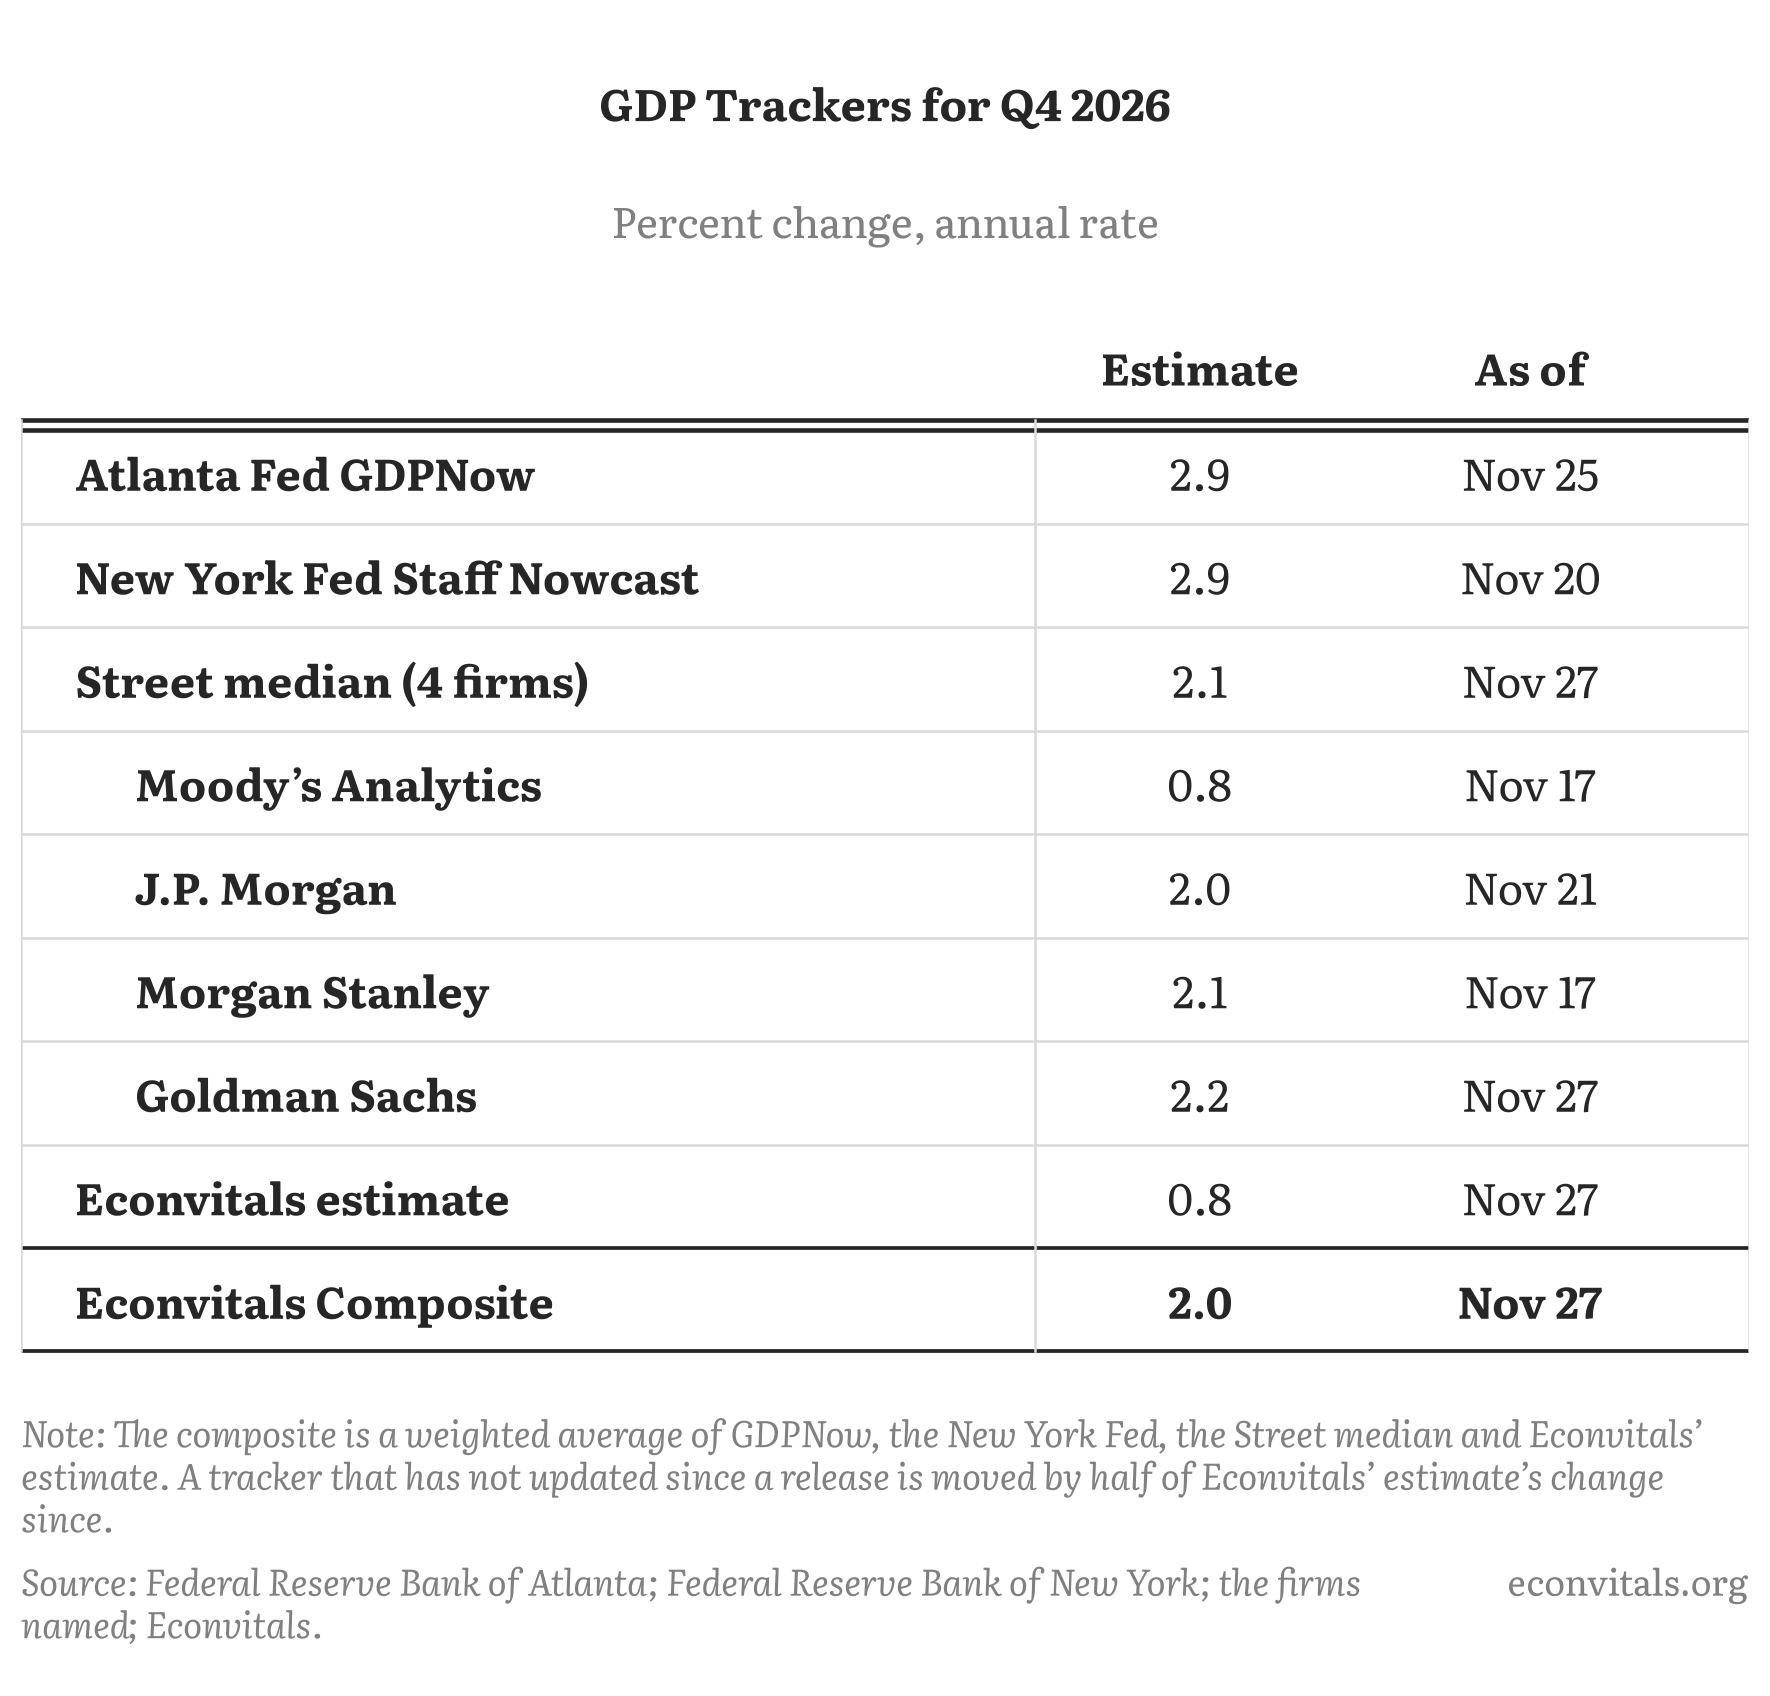 GDP Trackers for Q4 2026
Percent change, annual rate
Estimate As of
Atlanta Fed GDPNow 2.9 Nov 25
New York Fed Staff Nowcast 2.9 Nov 20
Street median (4 firms) 2.1 Nov 27
Moody’s Analytics 0.8 Nov 17
J.P. Morgan 2.0 Nov 21
Morgan Stanley 2.1 Nov 17
Goldman Sachs 2.2 Nov 27
Econvitals estimate 0.8 Nov 27
Econvitals Composite 2.0 Nov 27
Note: The composite is a weighted average of GDPNow, the New York Fed, the Street median and Econvitals’
estimate. A tracker that has not updated since a release is moved by half of Econvitals’ estimate’s change
since.
Source: Federal Reserve Bank of Atlanta; Federal Reserve Bank of New York; the firms
named; Econvitals.
econvitals.org